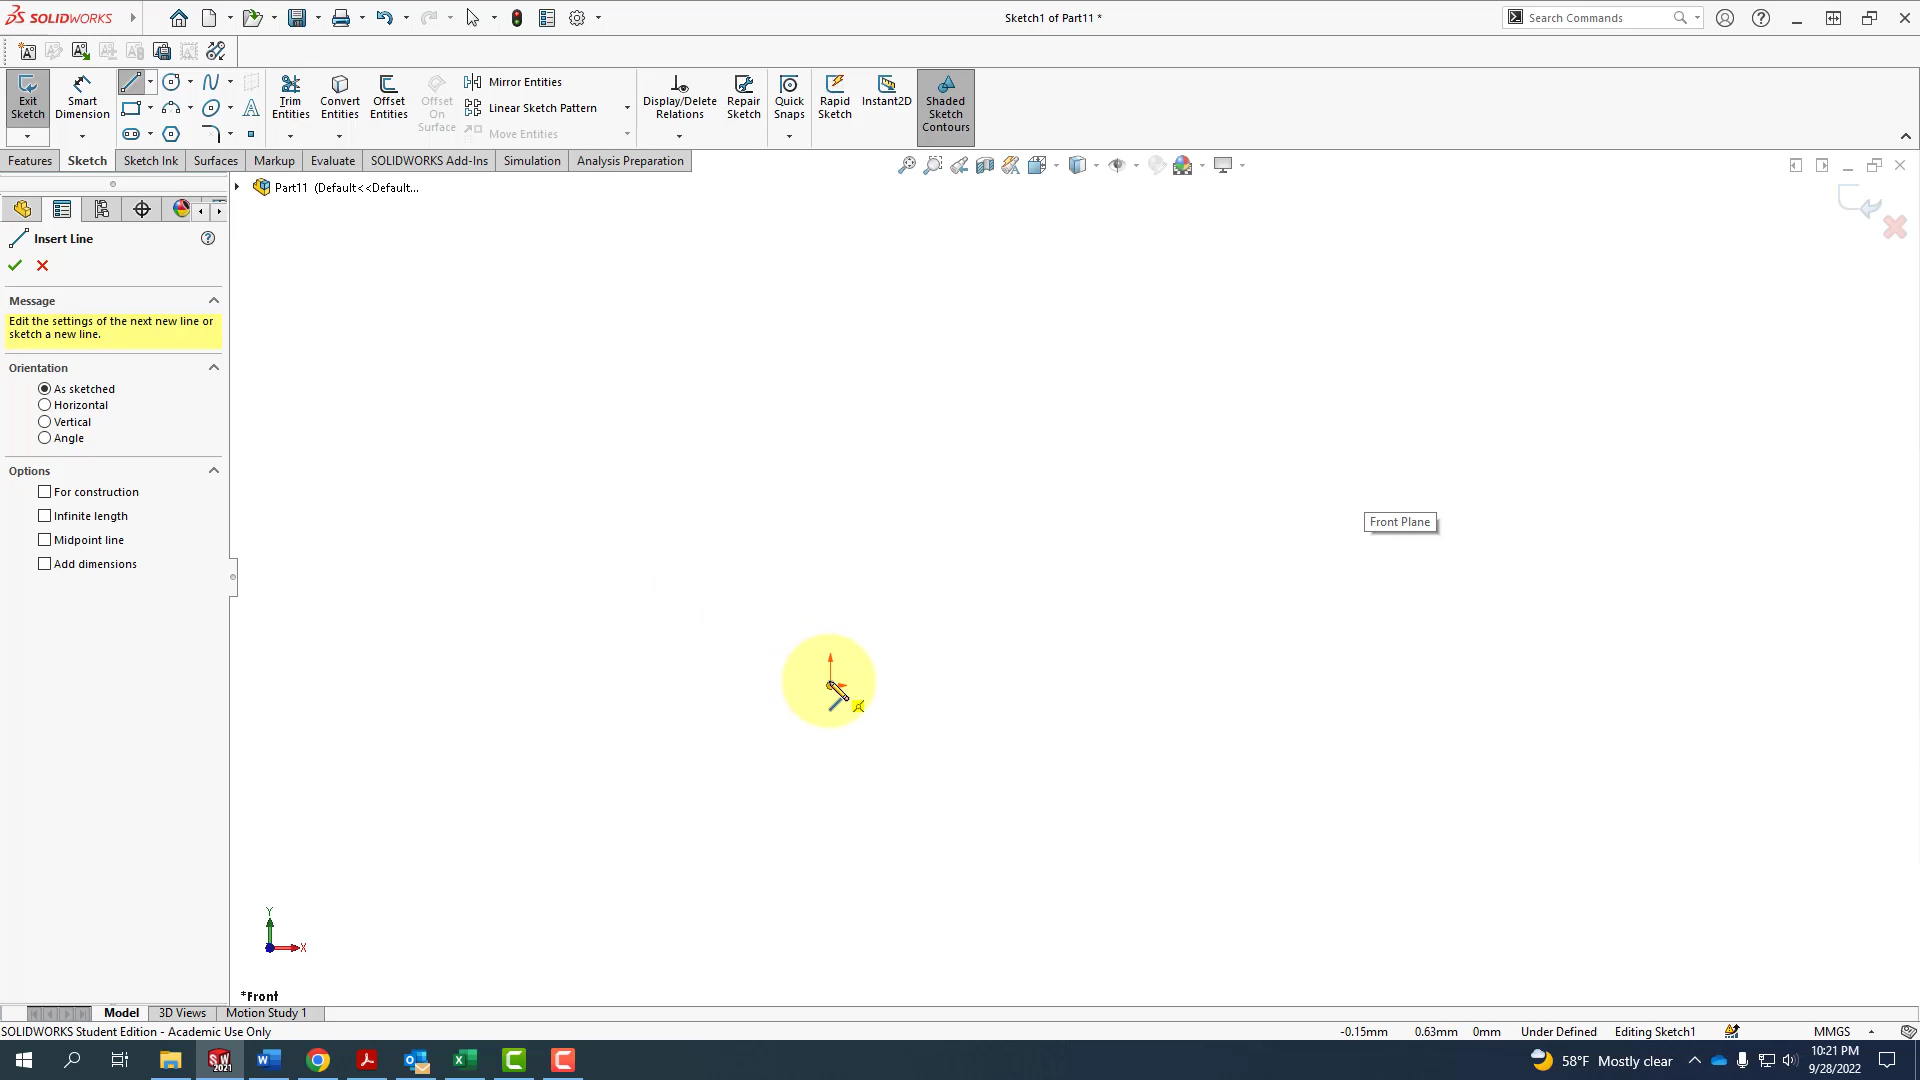 SOLIDWORKS
Sketch1 of Part11 *
Search Commands
Exit Sketch
Smart Dimension
Trim Entities
Convert Entities
Offset Entities
Offset On Surface
Mirror Entities
Linear Sketch Pattern
Move Entities
Display/Delete Relations
Repair Sketch
Quick Snaps
Rapid Sketch
Instant2D
Shaded Sketch Contours
Features
Sketch
Sketch Ink
Surfaces
Markup
Evaluate
SOLIDWORKS Add-Ins
Simulation
Analysis Preparation
Part11 (Default<<Default...
Insert Line
Message
Edit the settings of the next new line or
sketch a new line.
Orientation
As sketched
Horizontal
Vertical
Angle
Options
For construction
Infinite length
Midpoint line
Add dimensions
Front Plane
Y
X
*Front
Model
3D Views
Motion Study 1
SOLIDWORKS Student Edition - Academic Use Only
-0.15mm
0.63mm
0mm
Under Defined
Editing Sketch1
MMGS
58°F Mostly clear
10:21 PM
9/28/2022